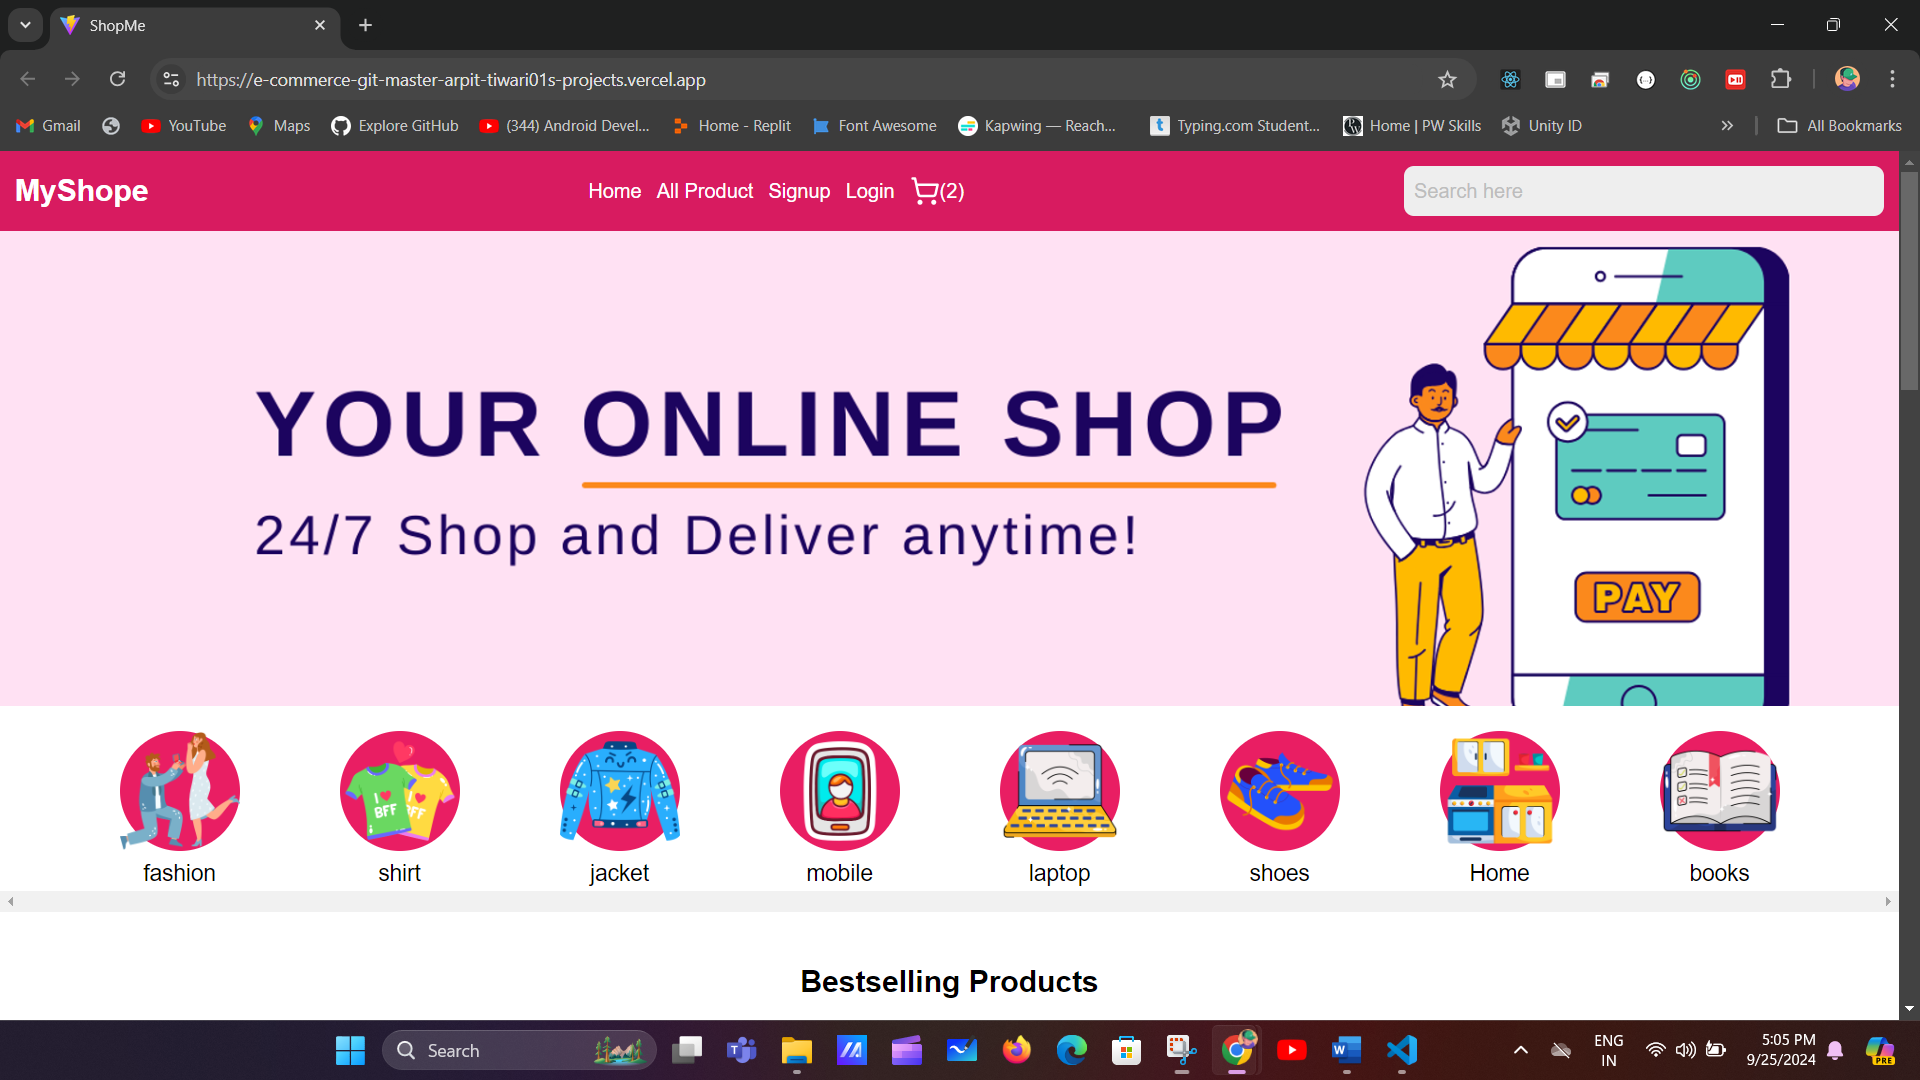 ShopMe
https://e-commerce-git-master-arpit-tiwari01s-projects.vercel.app
Gmail YouTube Maps Explore GitHub (344) Android Devel... Home - Replit Font Awesome Kapwing — Reach... Typing.com Student... Home | PW Skills Unity ID All Bookmarks
MyShope Home All Product Signup Login (2) Search here
YOUR ONLINE SHOP
24/7 Shop and Deliver anytime!
PAY
I ♥ BFF
fashion shirt jacket mobile laptop shoes Home books
Bestselling Products
Search ENG 5:05 PM
IN 9/25/2024
PRE